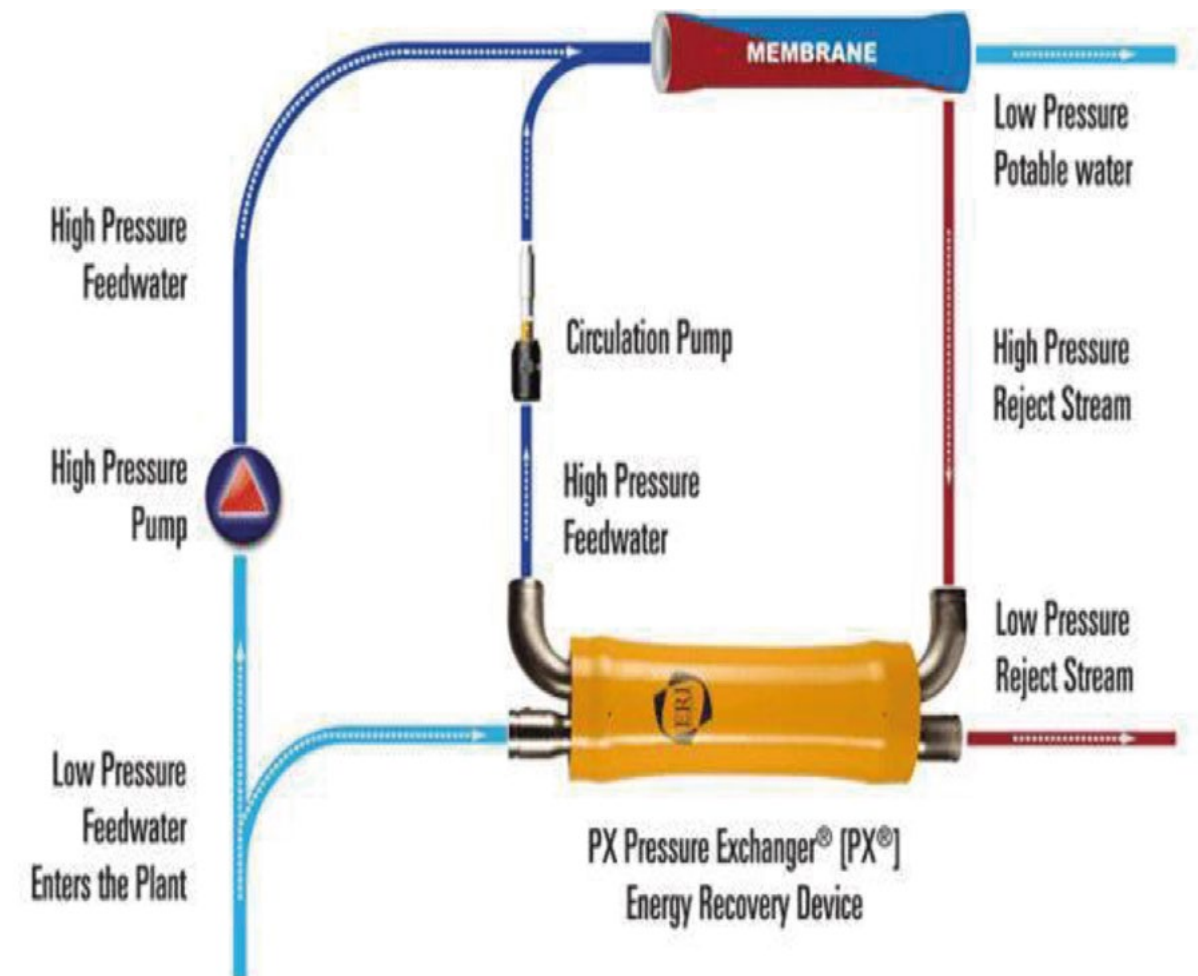 MEMBRANE
Low Pressure
Potable water
High Pressure
Feedwater
Circulation Pump
High Pressure
Reject Stream
High Pressure
Pump
High Pressure
Feedwater
Low Pressure
Reject Stream
ERI
Low Pressure
Feedwater
Enters the Plant
PX Pressure Exchanger® [PX®]
Energy Recovery Device